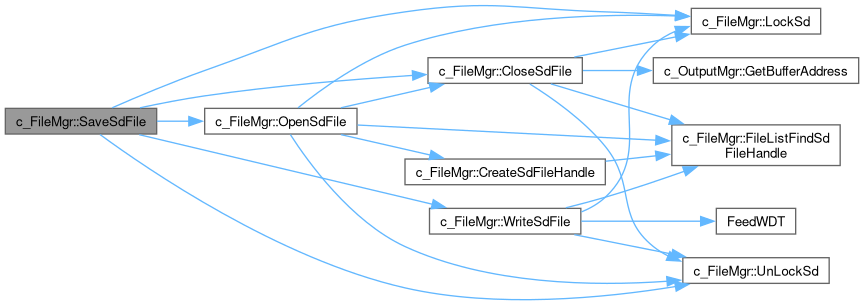 c_FileMgr::LockSd
c_FileMgr::CloseSdFile
c_OutputMgr::GetBufferAddress
c_FileMgr::SaveSdFile
c_FileMgr::OpenSdFile
c_FileMgr::FileListFindSd
FileHandle
c_FileMgr::CreateSdFileHandle
c_FileMgr::WriteSdFile
FeedWDT
c_FileMgr::UnLockSd